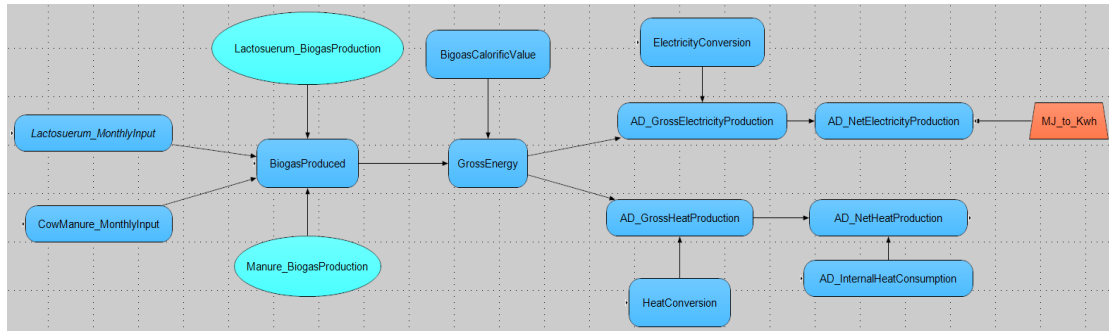 Lactosuerum_BiogasProduction
BigoasCalorificValue
ElectricityConversion
Lactosuerum_MonthlyInput
AD_GrossElectricityProduction
AD_NetElectricityProduction
MJ_to_Kwh
BiogasProduced
GrossEnergy
CowManure_MonthlyInput
AD_GrossHeatProduction
AD_NetHeatProduction
Manure_BiogasProduction
AD_InternalHeatConsumption
HeatConversion